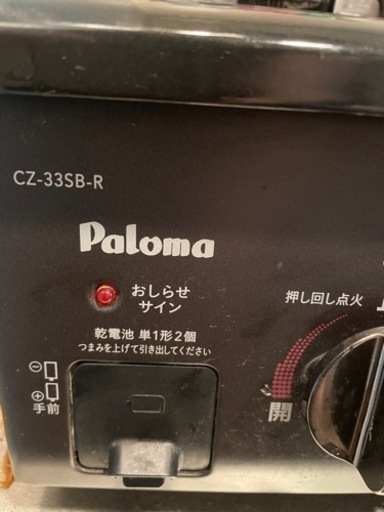 CZ-33SB-R
Paloma
おしらせ
サイン
押し回し点火
乾電池 単1形2個
つまみを上げて引き出してください
⊖
⊕
手前
開